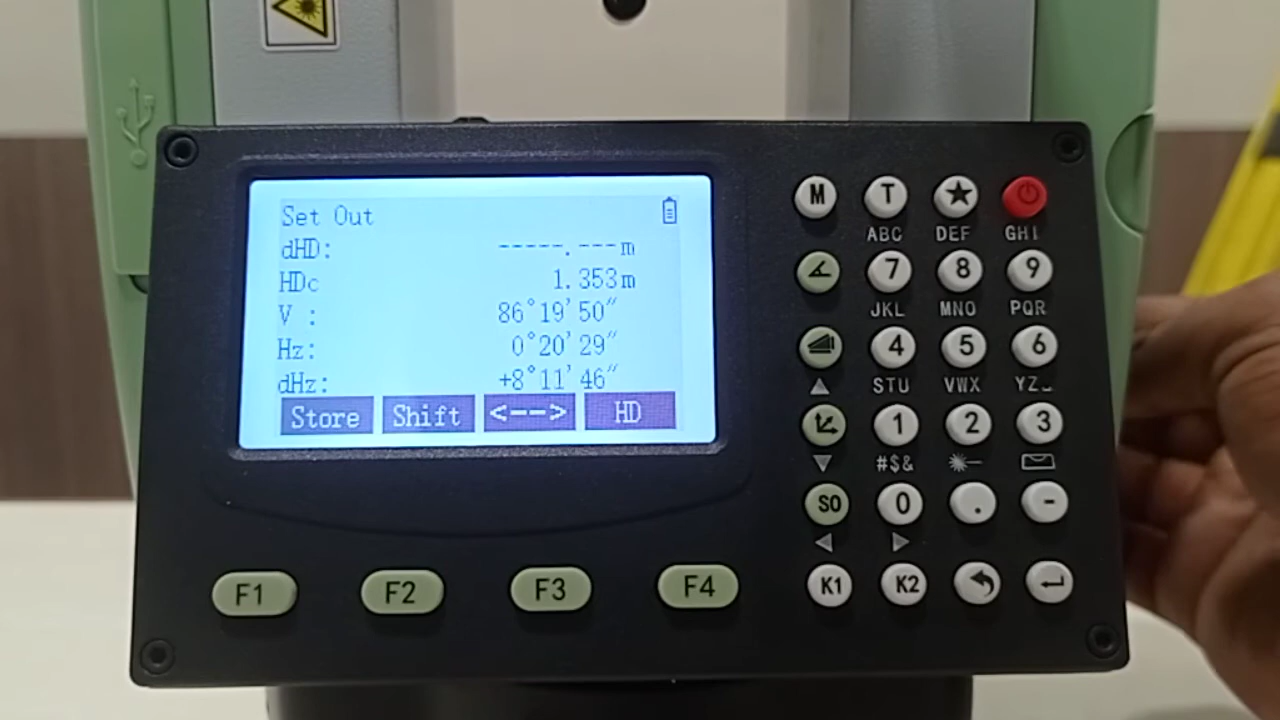 Set Out
dHD: -----.---m
HDc 1.353m
V : 86°19'50"
Hz: 0°20'29"
dHz: +8°11'46"
Store Shift <--> HD
F1 F2 F3 F4
M T ★
ABC DEF GHI
7 8 9
JKL MNO PQR
4 5 6
STU VWX YZ_
1 2 3
#$&
SO 0 . -
K1 K2